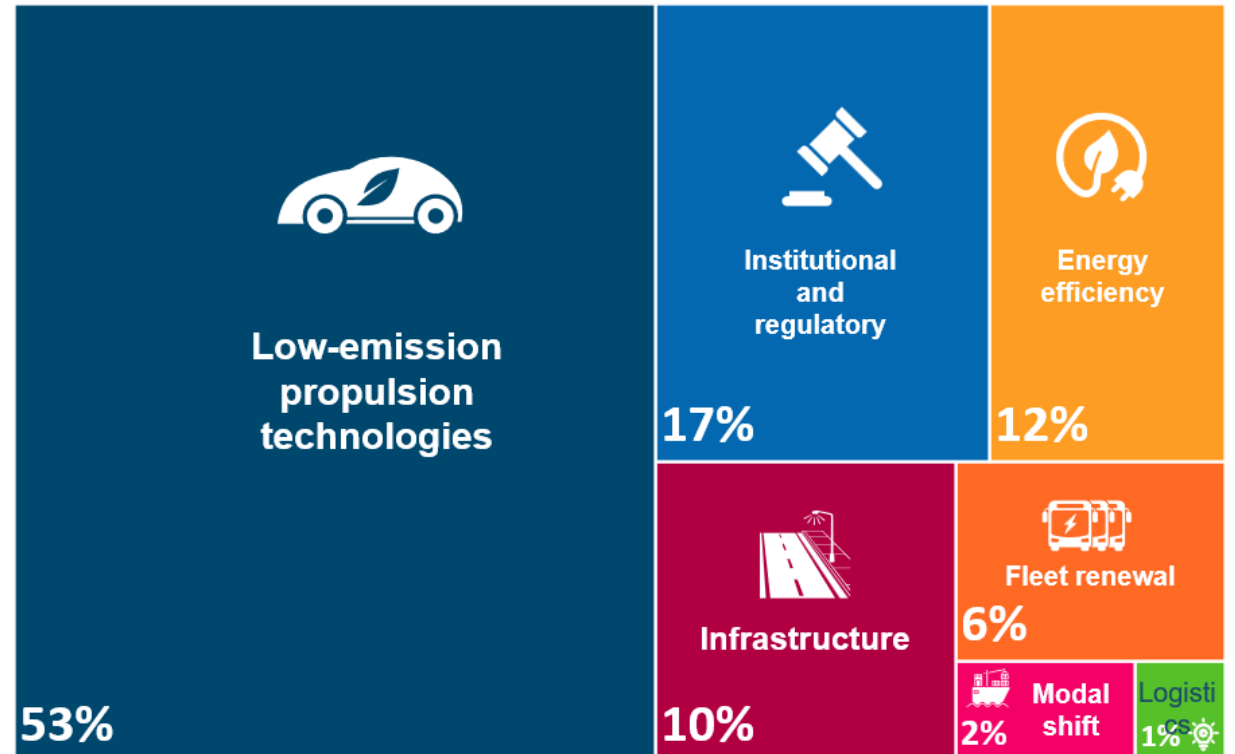 Low-emission
propulsion
technologies
53%
Institutional
and
regulatory
17%
Energy
efficiency
12%
Infrastructure
10%
Fleet renewal
6%
Modal
shift
2%
Logisti
cs
1%